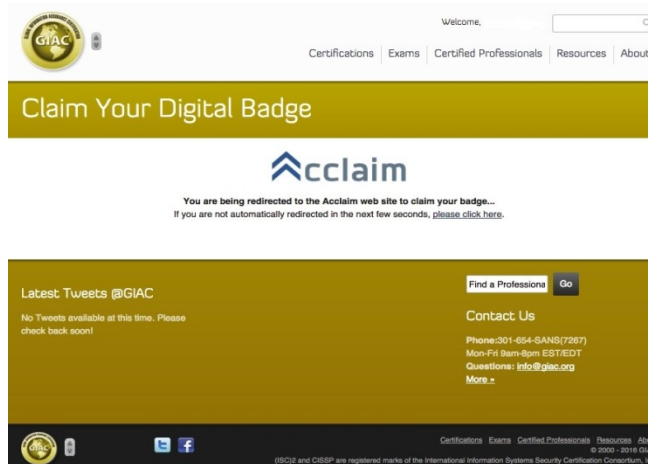 GIAC
Welcome,
Certifications Exams Certified Professionals Resources About
Claim Your Digital Badge
Acclaim
You are being redirected to the Acclaim web site to claim your badge...
If you are not automatically redirected in the next few seconds, please click here.
Latest Tweets @GIAC
No Tweets available at this time. Please
check back soon!
Find a Professiona Go
Contact Us
Phone:301-654-SANS(7267)
Mon-Fri 9am-8pm EST/EDT
Questions: info@giac.org
More »
GIAC
Certifications Exams Certified Professionals Resources
© 2000 - 2016
(ISC)2 and CISSP are registered marks of the International Information Systems Security Certification Consortium,